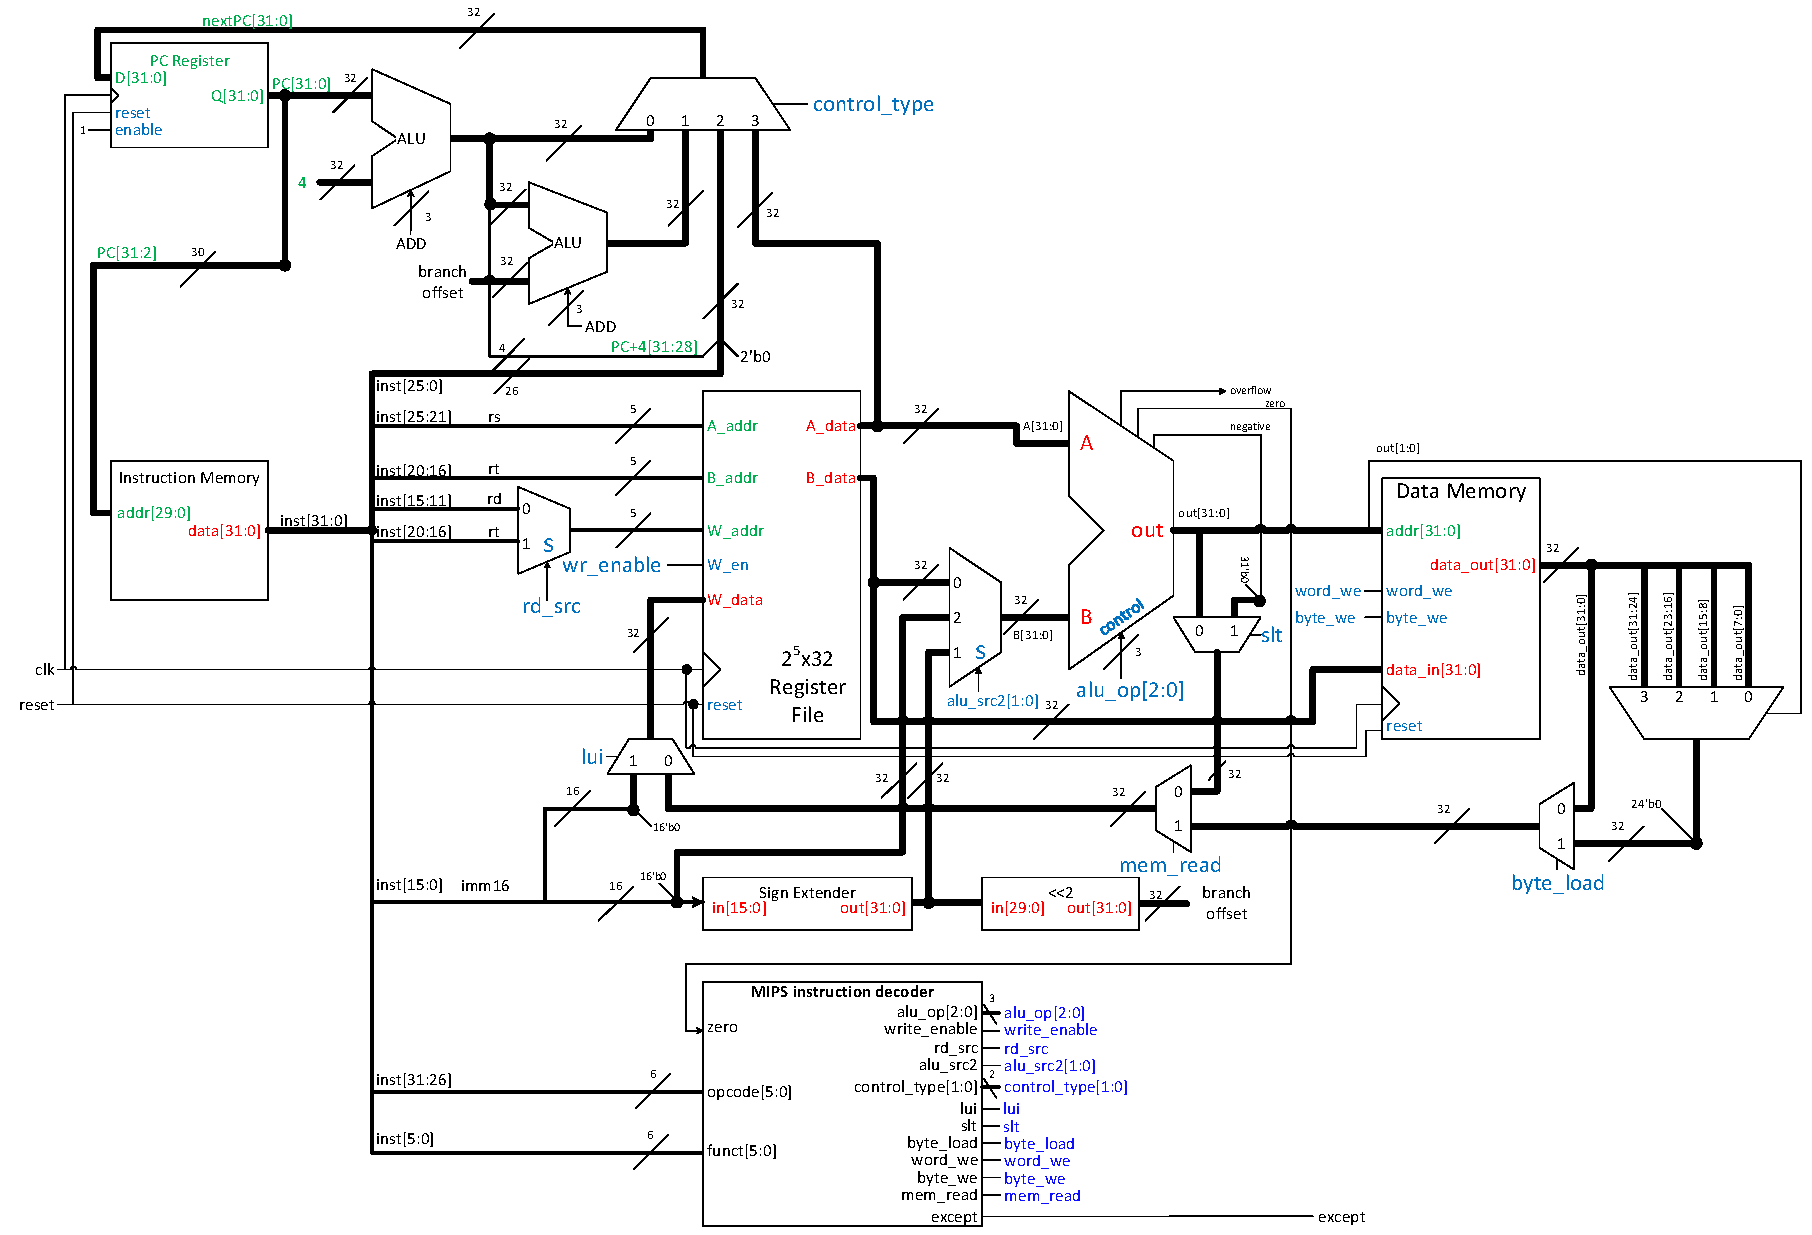 nextPC[31:0]
32
PC Register
D[31:0]
Q[31:0]
reset
enable
1
PC[31:0]
32
ALU
4
32
3
ADD
32
0 1 2 3
control_type
32
ALU
32
branch
offset
3
ADD
32
32
32
PC[31:2]
30
4
PC+4[31:28]
2'b0
inst[25:0]
26
inst[25:21] rs
5
inst[20:16] rt
5
inst[15:11] rd
inst[20:16] rt
0
1
S
5
rd_src
wr_enable
Instruction Memory
addr[29:0]
data[31:0]
inst[31:0]
A_addr
B_addr
W_addr
W_en
W_data
A_data
B_data
2⁵x32
Register
File
reset
32
clk
reset
32
A[31:0]
32
0
2
1
S
alu_src2[1:0]
32
B[31:0]
A
B
out
control
3
alu_op[2:0]
overflow
zero
negative
out[31:0]
31'b0
0 1
slt
out[1:0]
Data Memory
addr[31:0]
data_out[31:0]
word_we
word_we
byte_we
byte_we
data_in[31:0]
reset
32
32
data_out[31:0]
data_out[31:24]
data_out[23:16]
data_out[15:8]
data_out[7:0]
3 2 1 0
lui
1 0
16
16'b0
32
32
32
32
0
1
mem_read
32
0
1
byte_load
24'b0
32
inst[15:0] imm16
16
16'b0
Sign Extender
in[15:0]
out[31:0]
<<2
in[29:0]
out[31:0]
32
branch
offset
MIPS instruction decoder
zero
inst[31:26]
6
opcode[5:0]
inst[5:0]
6
funct[5:0]
alu_op[2:0]
3
alu_op[2:0]
write_enable
write_enable
rd_src
rd_src
alu_src2
alu_src2[1:0]
control_type[1:0]
2
control_type[1:0]
lui
lui
slt
slt
byte_load
byte_load
word_we
word_we
byte_we
byte_we
mem_read
mem_read
except
except